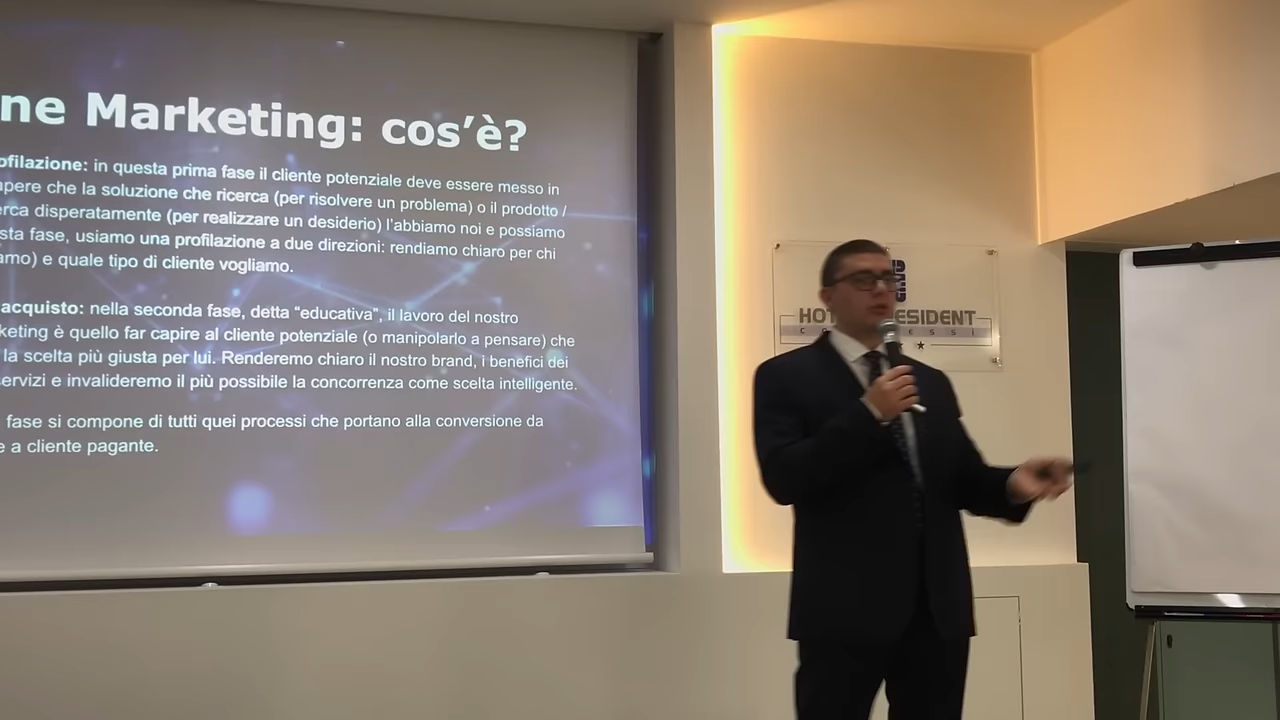 ne Marketing: cos'è?
ofilazione: in questa prima fase il cliente potenziale deve essere messo in
apere che la soluzione che ricerca (per risolvere un problema) o il prodotto /
erca disperatamente (per realizzare un desiderio) l'abbiamo noi e possiamo
sta fase, usiamo una profilazione a due direzioni: rendiamo chiaro per chi
amo) e quale tipo di cliente vogliamo.
acquisto: nella seconda fase, detta "educativa", il lavoro del nostro
keting è quello far capire al cliente potenziale (o manipolarlo a pensare) che
la scelta più giusta per lui. Renderemo chiaro il nostro brand, i benefici dei
ervizi e invalideremo il più possibile la concorrenza come scelta intelligente.
fase si compone di tutti quei processi che portano alla conversione da
e a cliente pagante.
HOT ESIDENT